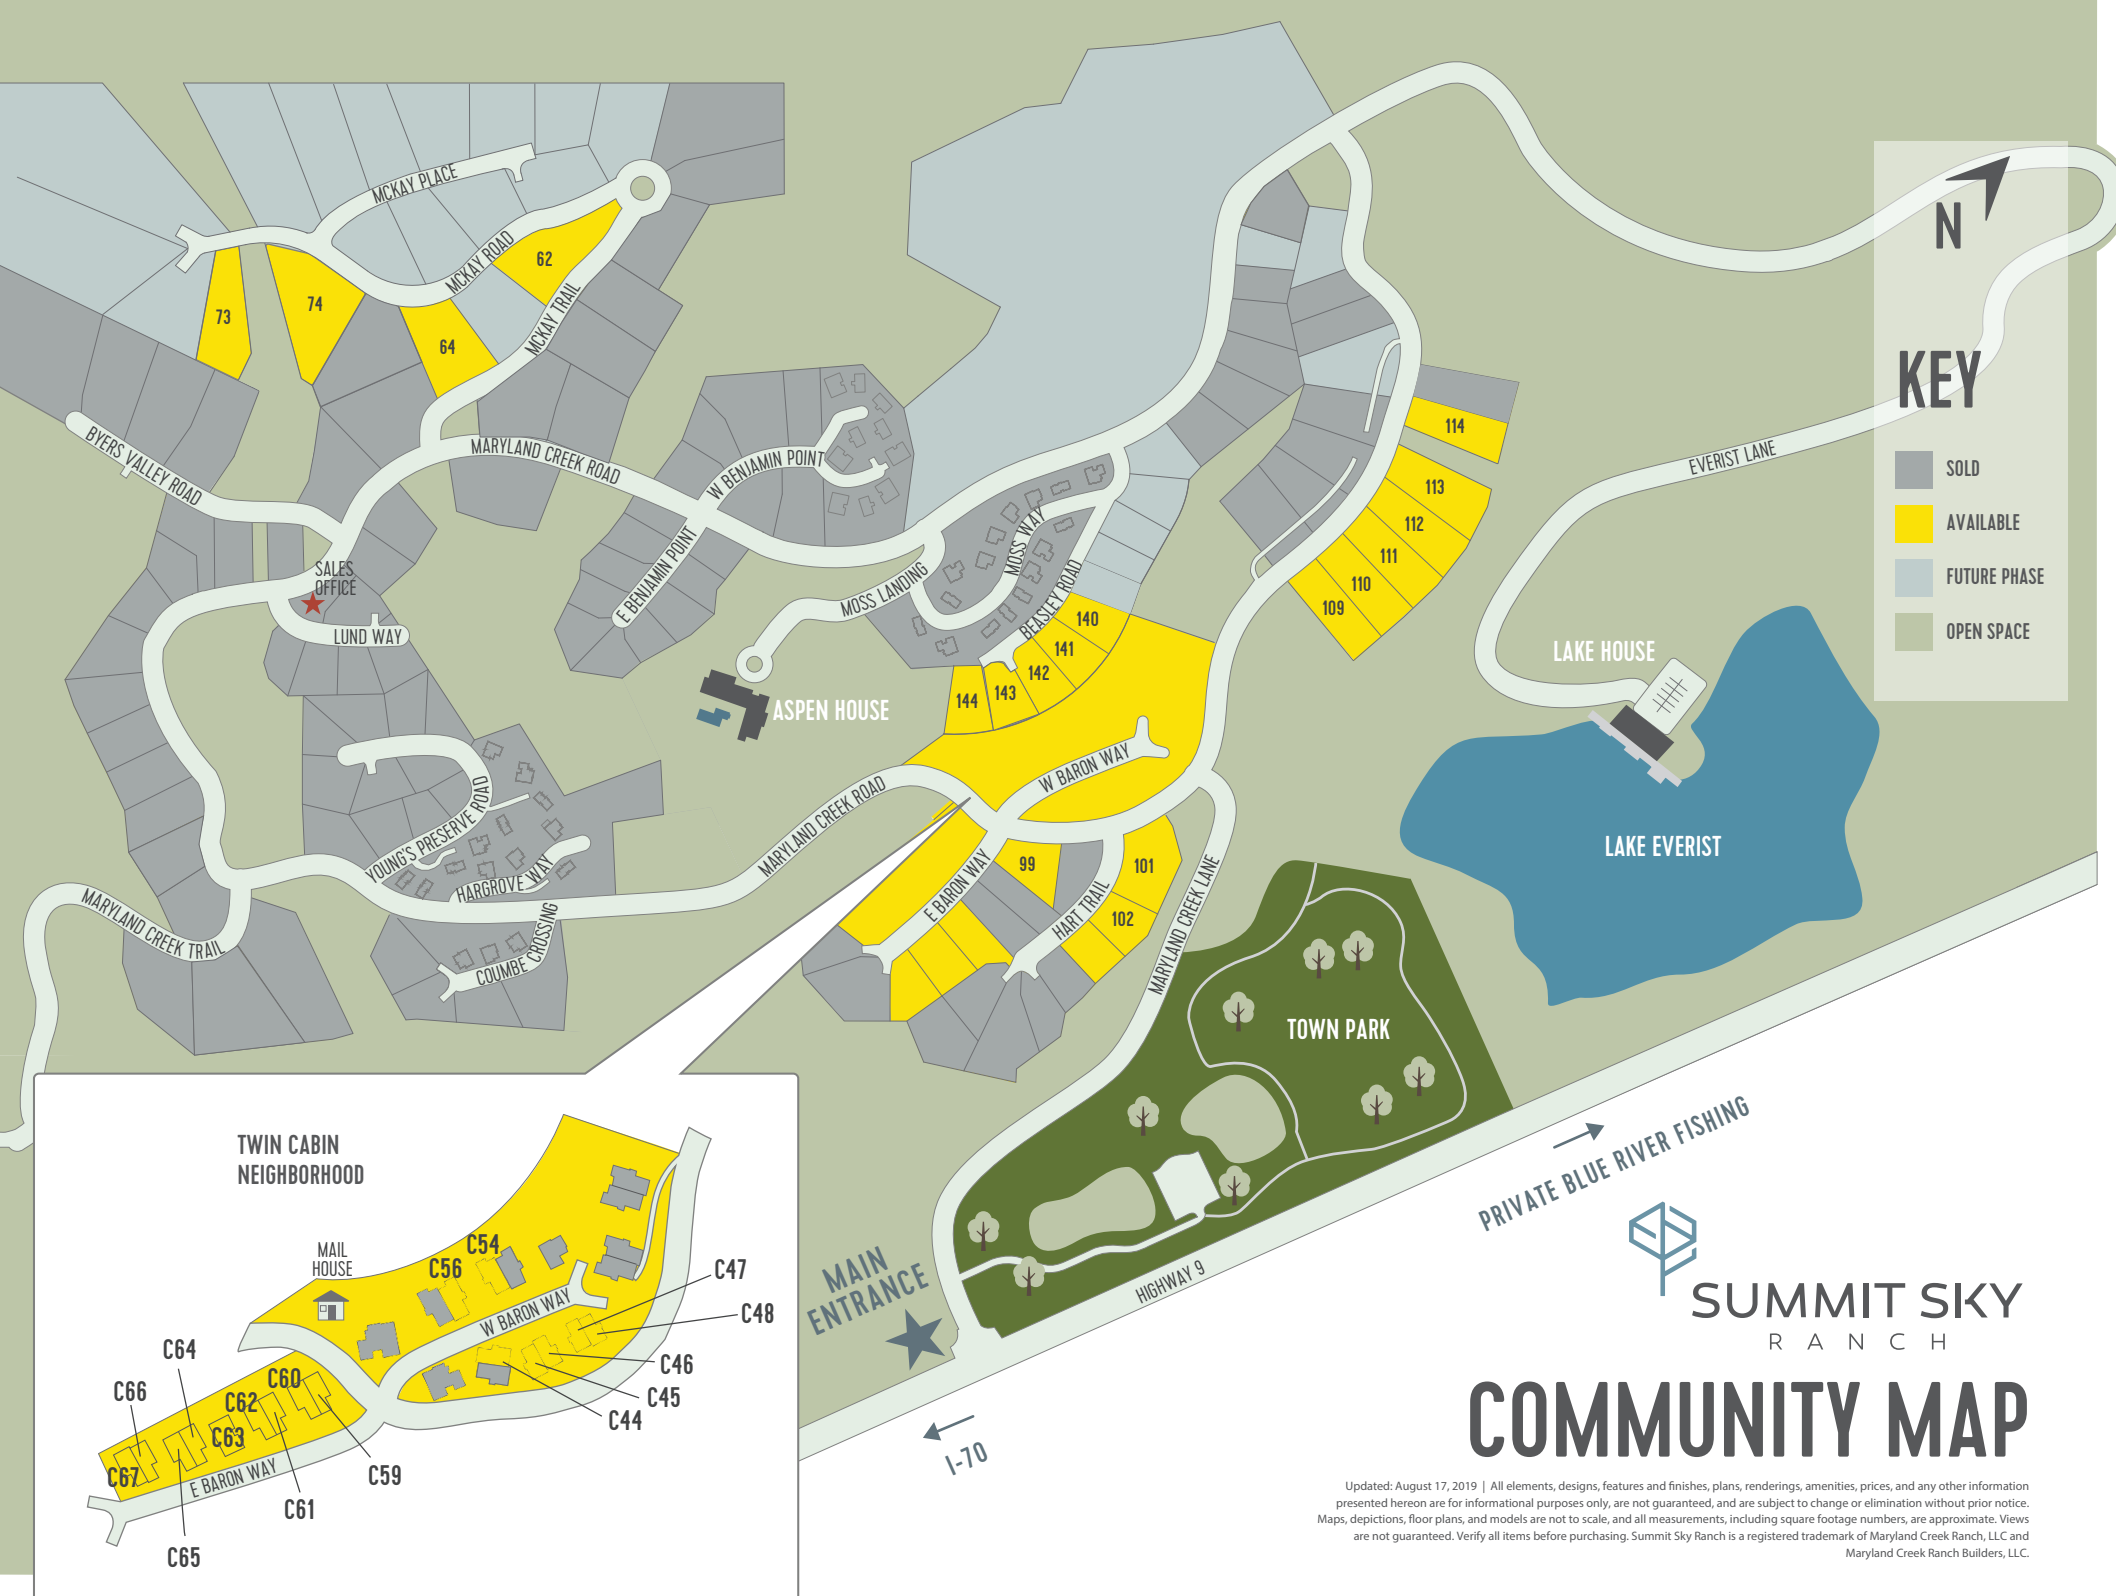 MCKAY PLACE
MCKAY ROAD
MCKAY TRAIL
62
73
74
64
BYERS VALLEY ROAD
MARYLAND CREEK ROAD
W BENJAMIN POINT
E BENJAMIN POINT
SALES
OFFICE
LUND WAY
MOSS LANDING
MOSS WAY
BEASLEY ROAD
ASPEN HOUSE
140
141
142
143
144
114
113
112
111
110
109
N
KEY
SOLD
AVAILABLE
FUTURE PHASE
OPEN SPACE
EVERIST LANE
LAKE HOUSE
LAKE EVERIST
W BARON WAY
E BARON WAY
99
101
102
HART TRAIL
MARYLAND CREEK LANE
MARYLAND CREEK ROAD
YOUNG'S PRESERVE ROAD
HARGROVE WAY
COUMBE CROSSING
MARYLAND CREEK TRAIL
TOWN PARK
HIGHWAY 9
PRIVATE BLUE RIVER FISHING
MAIN
ENTRANCE
I-70
TWIN CABIN
NEIGHBORHOOD
MAIL
HOUSE
C54
C56
C47
C48
C46
C45
C44
W BARON WAY
C64
C66
C60
C62
C63
C67
E BARON WAY
C59
C61
C65
SUMMIT SKY
RANCH
COMMUNITY MAP
Updated: August 17, 2019 | All elements, designs, features and finishes, plans, renderings, amenities, prices, and any other information
presented hereon are for informational purposes only, are not guaranteed, and are subject to change or elimination without prior notice.
Maps, depictions, floor plans, and models are not to scale, and all measurements, including square footage numbers, are approximate. Views
are not guaranteed. Verify all items before purchasing. Summit Sky Ranch is a registered trademark of Maryland Creek Ranch, LLC and
Maryland Creek Ranch Builders, LLC.